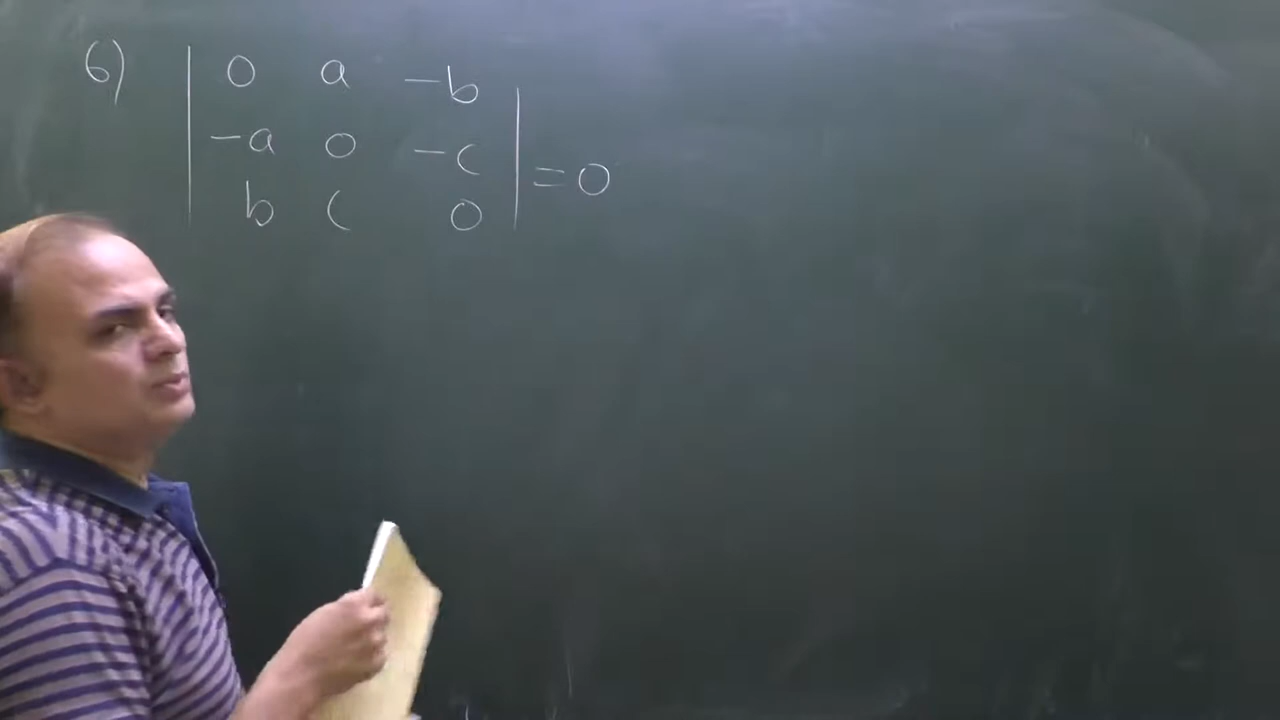 6) | 0 a -b |
| -a 0 -c | = 0
| b c 0 |